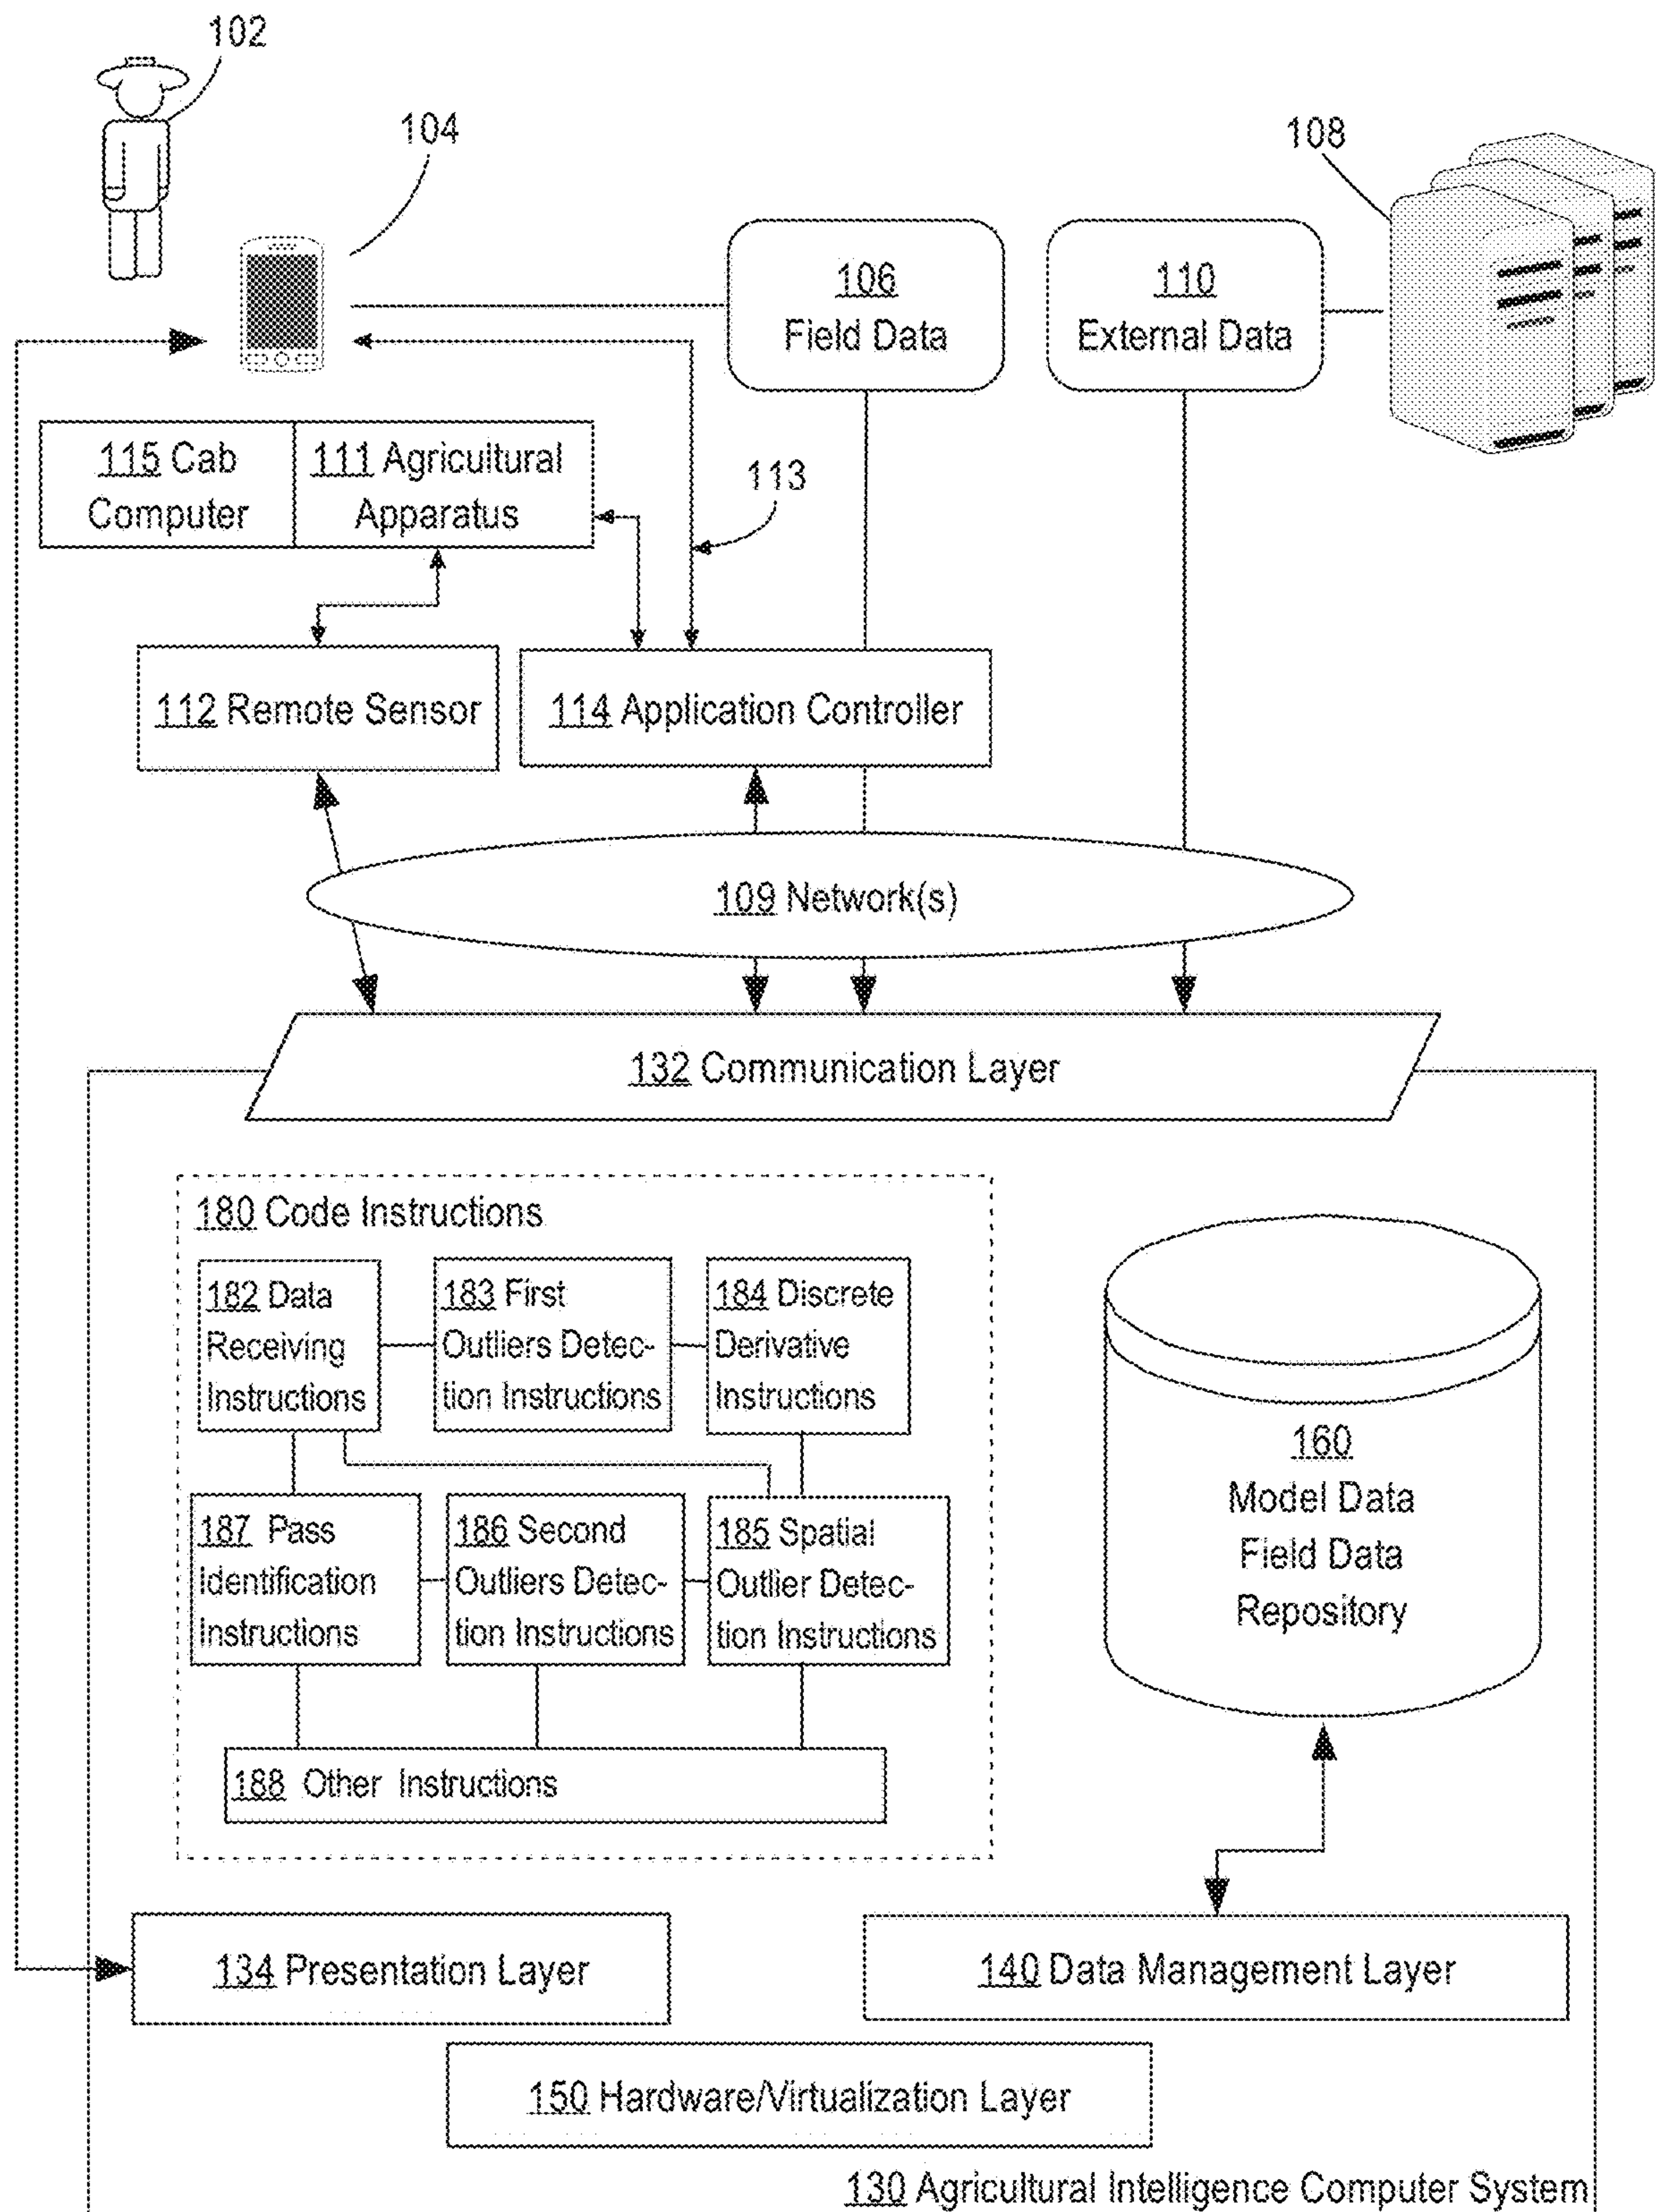 102
104
108
106
Field Data
110
External Data
115 Cab
Computer
111 Agricultural
Apparatus
113
112 Remote Sensor
114 Application Controller
109 Network(s)
132 Communication Layer
180 Code Instructions
182 Data
Receiving
Instructions
183 First
Outliers Detec-
tion Instructions
184 Discrete
Derivative
Instructions
187 Pass
Identification
Instructions
186 Second
Outliers Detec-
tion Instructions
185 Spatial
Outlier Detec-
tion Instructions
188 Other Instructions
160
Model Data
Field Data
Repository
134 Presentation Layer
140 Data Management Layer
150 Hardware/Virtualization Layer
130 Agricultural Intelligence Computer System